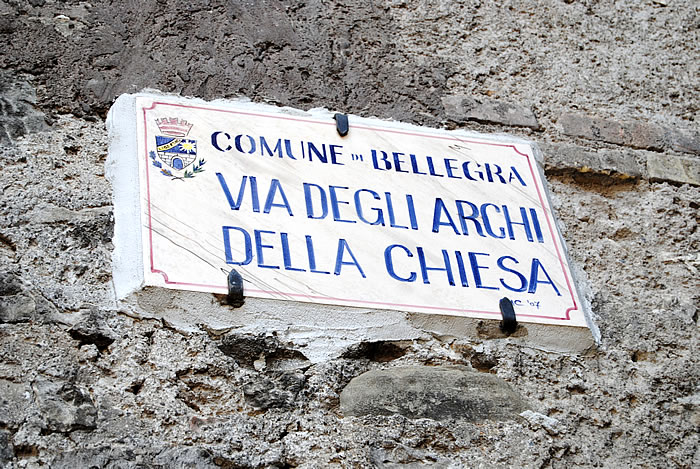 COMUNE DI BELLEGRA
VIA DEGLI ARCHI
DELLA CHIESA